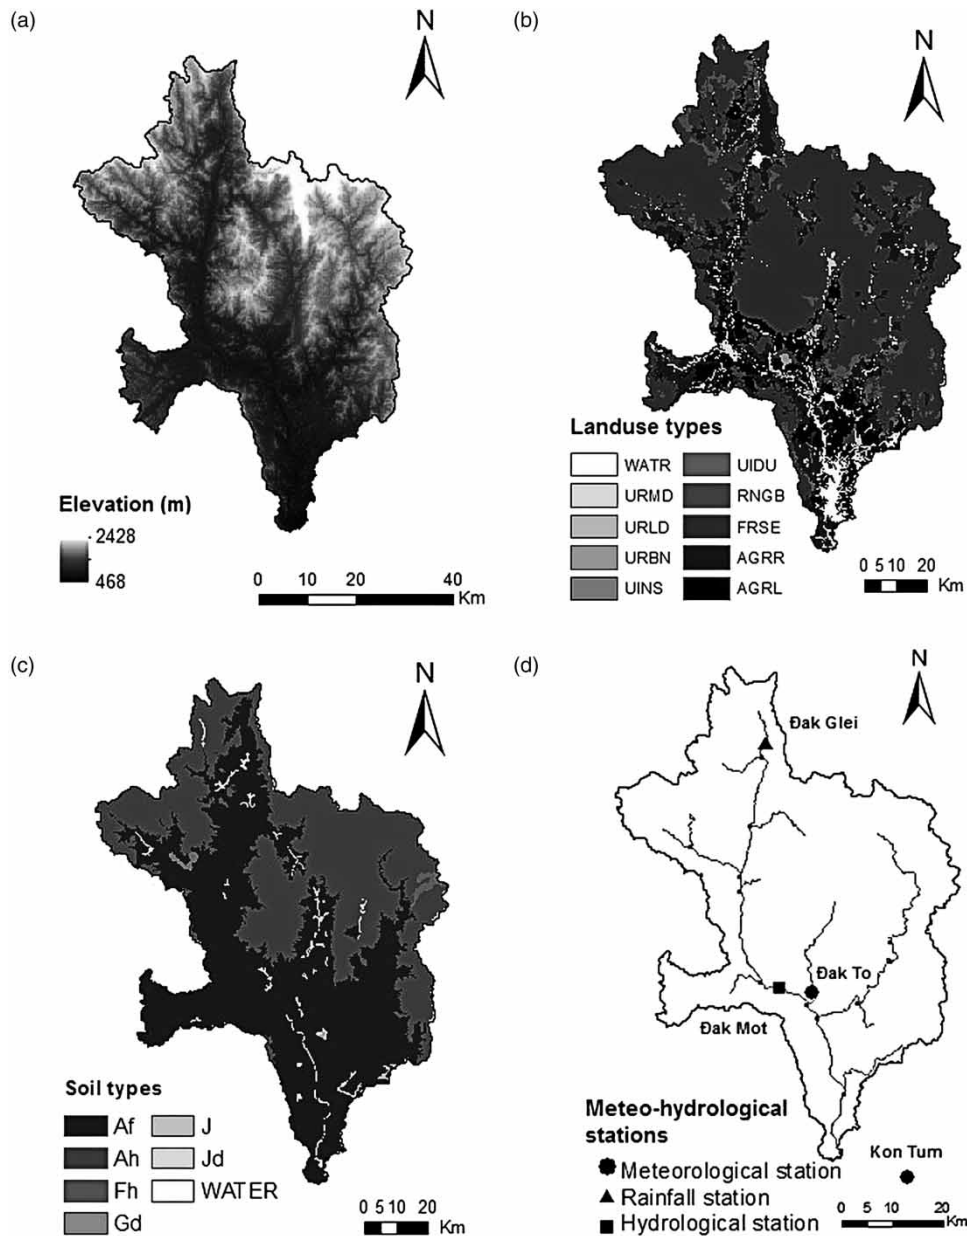 (a)
N
Elevation (m)
2428
468
0 10 20 40
Km
(b)
N
Landuse types
WATR UIDU
URMD RNGB
URLD FRSE
URBN AGRR
UINS AGRL
0 5 10 20
Km
(c)
N
Soil types
Af J
Ah Jd
Fh WATER
Gd
0 5 10 20
Km
(d)
N
Đak Glei
Đak To
Đak Mot
Kon Tum
Meteo-hydrological
stations
Meteorological station
Rainfall station
Hydrological station
0 5 10 20
Km